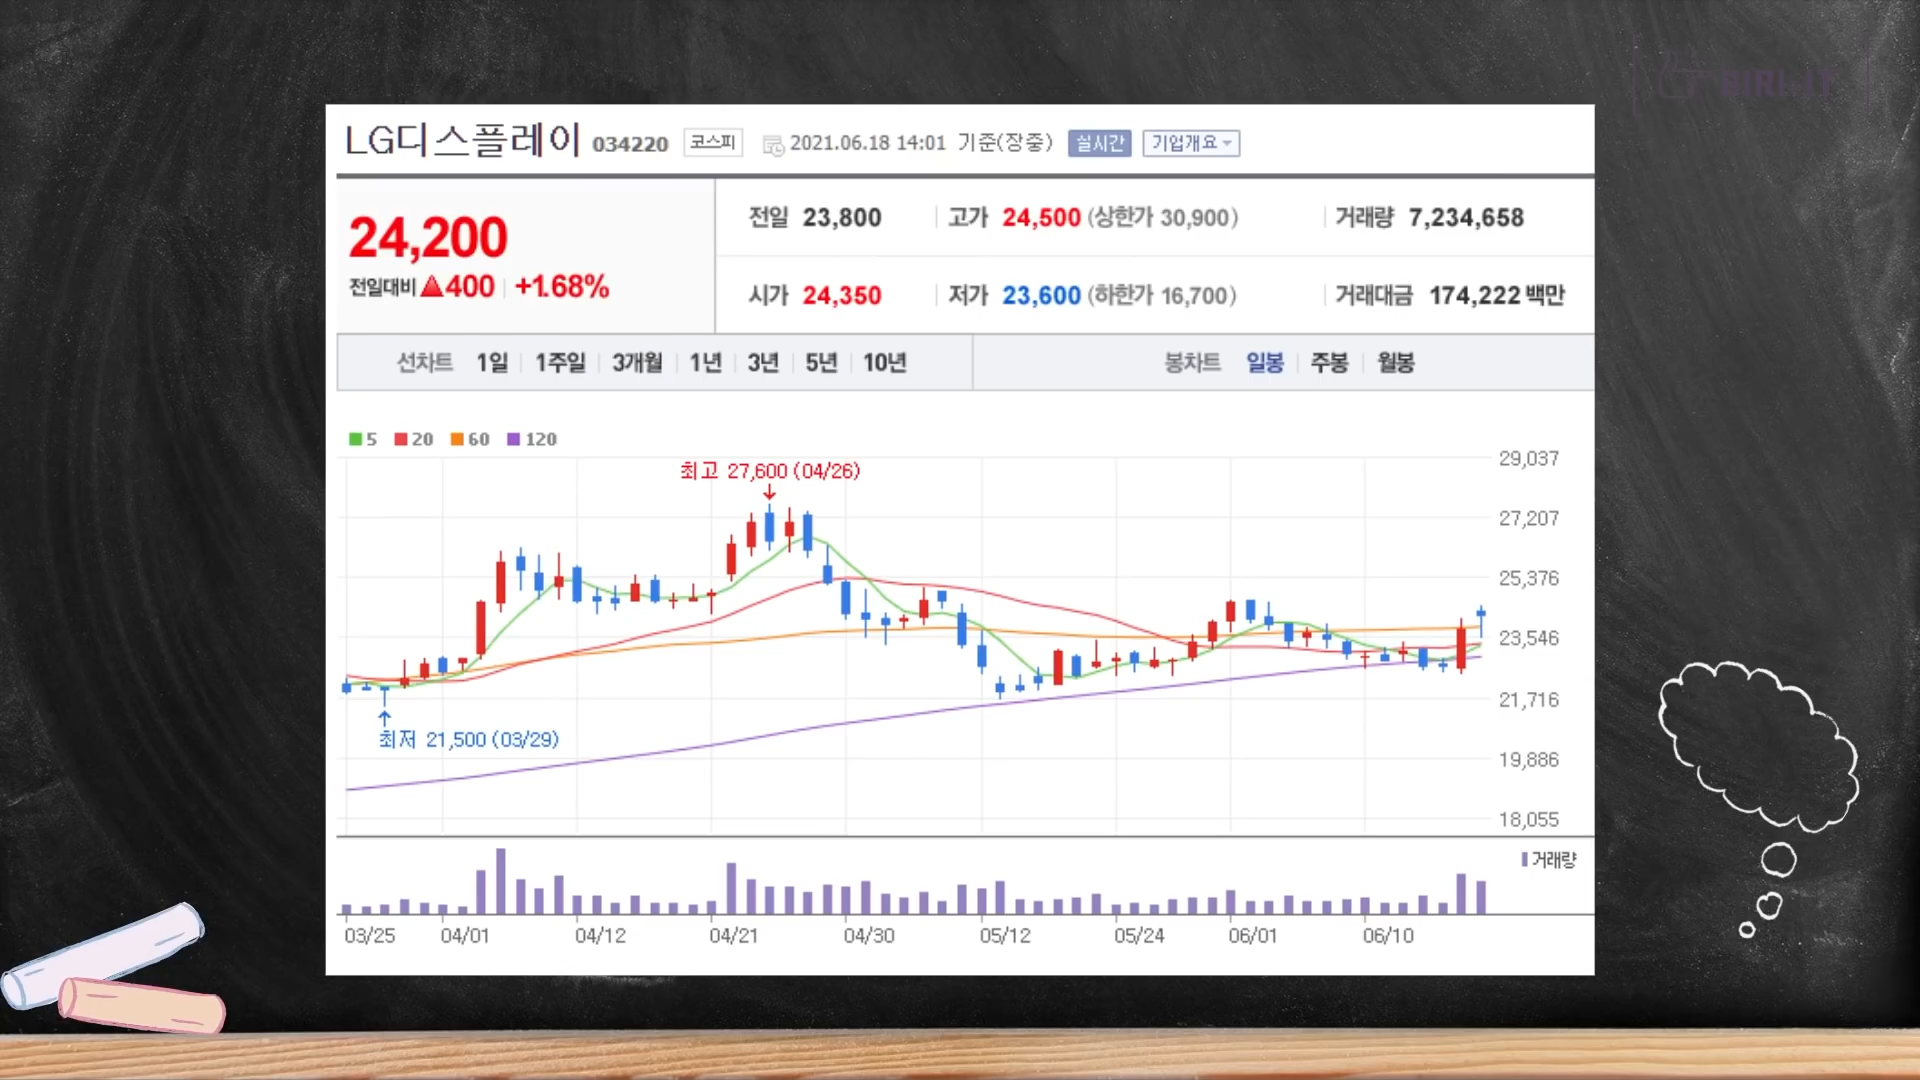 LG디스플레이 034220 코스피 2021.06.18 14:01 기준(장중) 실시간 기업개요
24,200
전일대비 ▲400 +1.68%
전일 23,800 고가 24,500 (상한가 30,900) 거래량 7,234,658
시가 24,350 저가 23,600 (하한가 16,700) 거래대금 174,222 백만
선차트 1일 1주일 3개월 1년 3년 5년 10년 봉차트 일봉 주봉 월봉
5 20 60 120
최고 27,600 (04/26)
최저 21,500 (03/29)
29,037
27,207
25,376
23,546
21,716
19,886
18,055
거래량
03/25 04/01 04/12 04/21 04/30 05/12 05/24 06/01 06/10